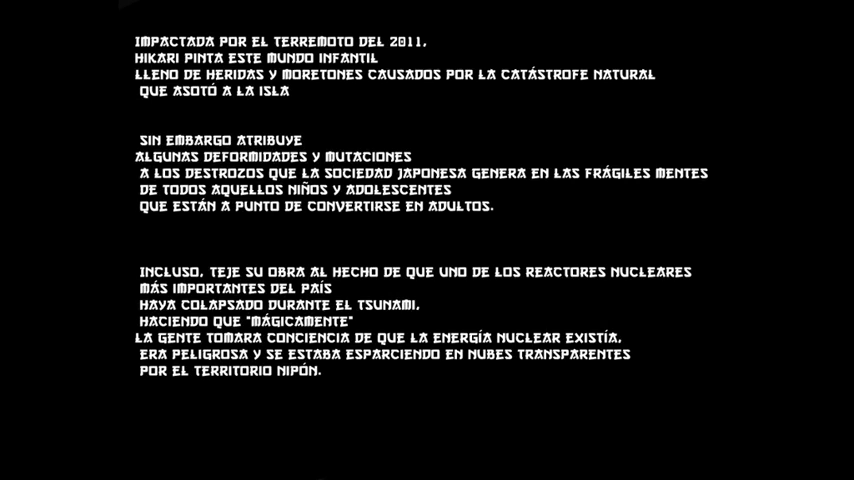 IMPACTADA POR EL TERREMOTO DEL 2011,
HIKARI PINTA ESTE MUNDO INFANTIL
LLENO DE HERIDAS Y MORETONES CAUSADOS POR LA CATÁSTROFE NATURAL
QUE ASOTÓ A LA ISLA
SIN EMBARGO ATRIBUYE
ALGUNAS DEFORMIDADES Y MUTACIONES
A LOS DESTROZOS QUE LA SOCIEDAD JAPONESA GENERA EN LAS FRÁGILES MENTES
DE TODOS AQUELLOS NIÑOS Y ADOLESCENTES
QUE ESTÁN A PUNTO DE CONVERTIRSE EN ADULTOS.
INCLUSO, TEJE SU OBRA AL HECHO DE QUE UNO DE LOS REACTORES NUCLEARES
MÁS IMPORTANTES DEL PAÍS
HAYA COLAPSADO DURANTE EL TSUNAMI,
HACIENDO QUE "MÁGICAMENTE"
LA GENTE TOMARA CONCIENCIA DE QUE LA ENERGÍA NUCLEAR EXISTÍA,
ERA PELIGROSA Y SE ESTABA ESPARCIENDO EN NUBES TRANSPARENTES
POR EL TERRITORIO NIPÓN.